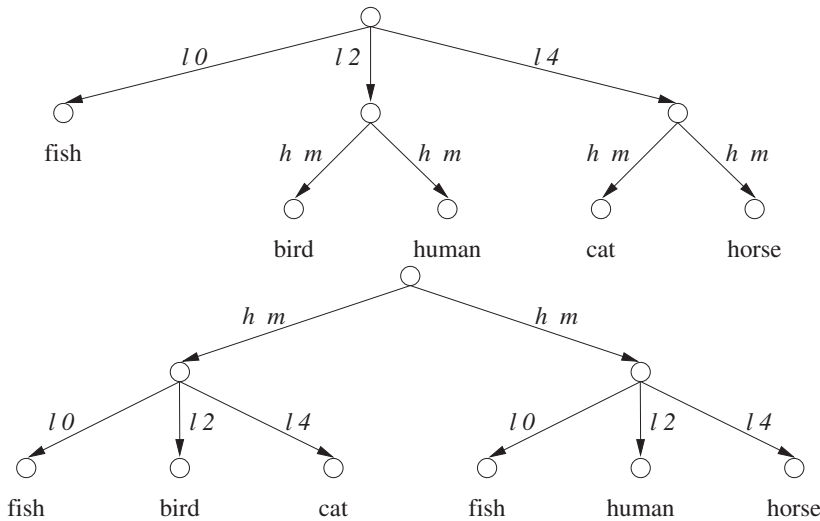 l 0 l 2 l 4
fish
h m h m h m h m
bird human cat horse
h m h m
l 0 l 2 l 4 l 0 l 2 l 4
fish bird cat fish human horse